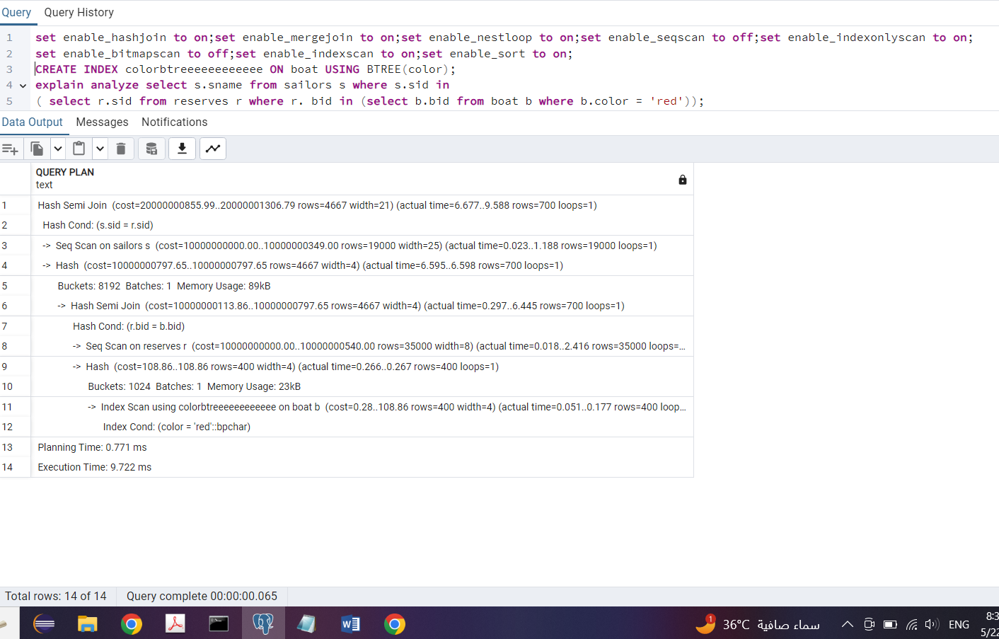 Query Query History
1 set enable_hashjoin to on;set enable_mergejoin to on;set enable_nestloop to on;set enable_seqscan to off;set enable_indexonlyscan to on;
2 set enable_bitmapscan to off;set enable_indexscan to on;set enable_sort to on;
3 CREATE INDEX colorbtreeeeeeeeeeee ON boat USING BTREE(color);
4 explain analyze select s.sname from sailors s where s.sid in
5 ( select r.sid from reserves r where r. bid in (select b.bid from boat b where b.color = 'red'));
Data Output Messages Notifications
QUERY PLAN
text
1 Hash Semi Join (cost=20000000855.99..20000001306.79 rows=4667 width=21) (actual time=6.677..9.588 rows=700 loops=1)
2 Hash Cond: (s.sid = r.sid)
3 -> Seq Scan on sailors s (cost=10000000000.00..10000000349.00 rows=19000 width=25) (actual time=0.023..1.188 rows=19000 loops=1)
4 -> Hash (cost=10000000797.65..10000000797.65 rows=4667 width=4) (actual time=6.595..6.598 rows=700 loops=1)
5 Buckets: 8192 Batches: 1 Memory Usage: 89kB
6 -> Hash Semi Join (cost=10000000113.86..10000000797.65 rows=4667 width=4) (actual time=0.297..6.445 rows=700 loops=1)
7 Hash Cond: (r.bid = b.bid)
8 -> Seq Scan on reserves r (cost=10000000000.00..10000000540.00 rows=35000 width=8) (actual time=0.018..2.416 rows=35000 loops=...
9 -> Hash (cost=108.86..108.86 rows=400 width=4) (actual time=0.266..0.267 rows=400 loops=1)
10 Buckets: 1024 Batches: 1 Memory Usage: 23kB
11 -> Index Scan using colorbtreeeeeeeeeeee on boat b (cost=0.28..108.86 rows=400 width=4) (actual time=0.051..0.177 rows=400 loop...
12 Index Cond: (color = 'red'::bpchar)
13 Planning Time: 0.771 ms
14 Execution Time: 9.722 ms
Total rows: 14 of 14 Query complete 00:00:00.065
1 36°C سماء صافية ENG 8:3
5/22